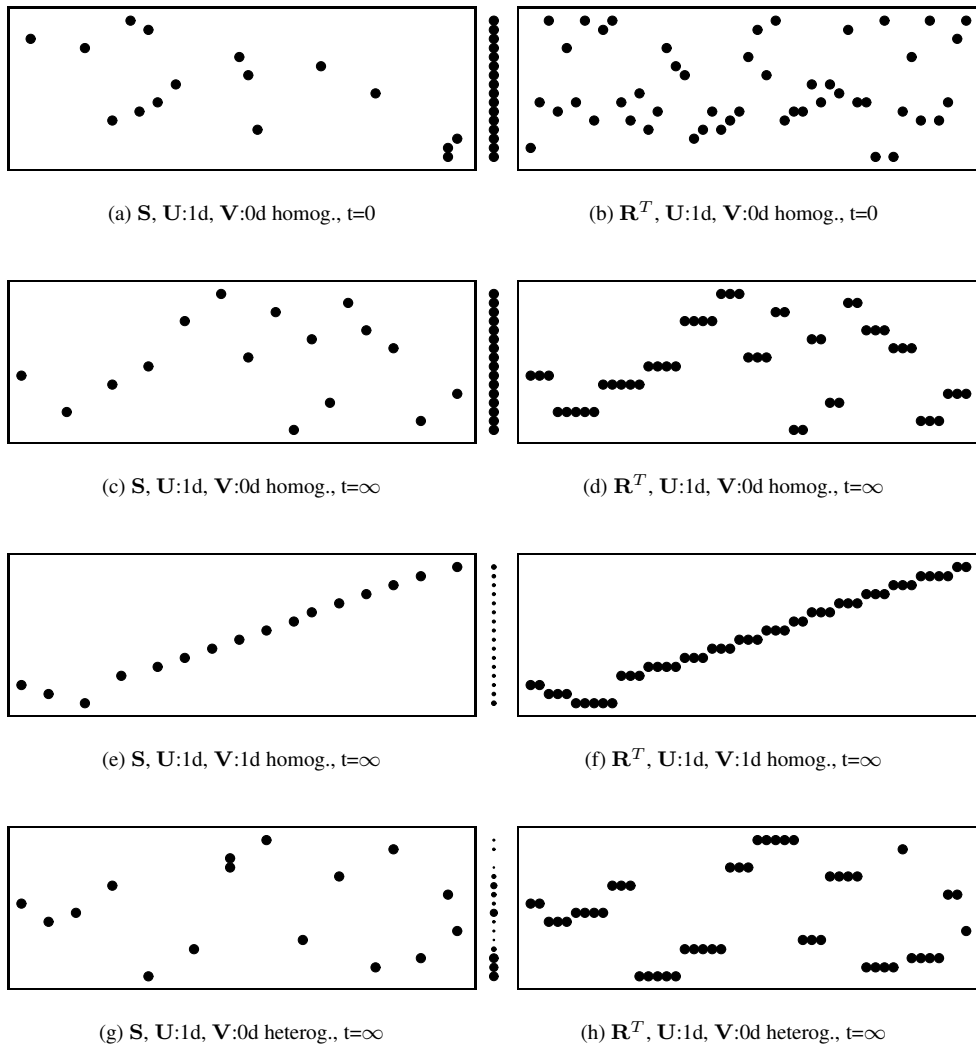 (a) S, U:1d, V:0d homog., t=0
(b) R^T, U:1d, V:0d homog., t=0
(c) S, U:1d, V:0d homog., t=∞
(d) R^T, U:1d, V:0d homog., t=∞
(e) S, U:1d, V:1d homog., t=∞
(f) R^T, U:1d, V:1d homog., t=∞
(g) S, U:1d, V:0d heterog., t=∞
(h) R^T, U:1d, V:0d heterog., t=∞